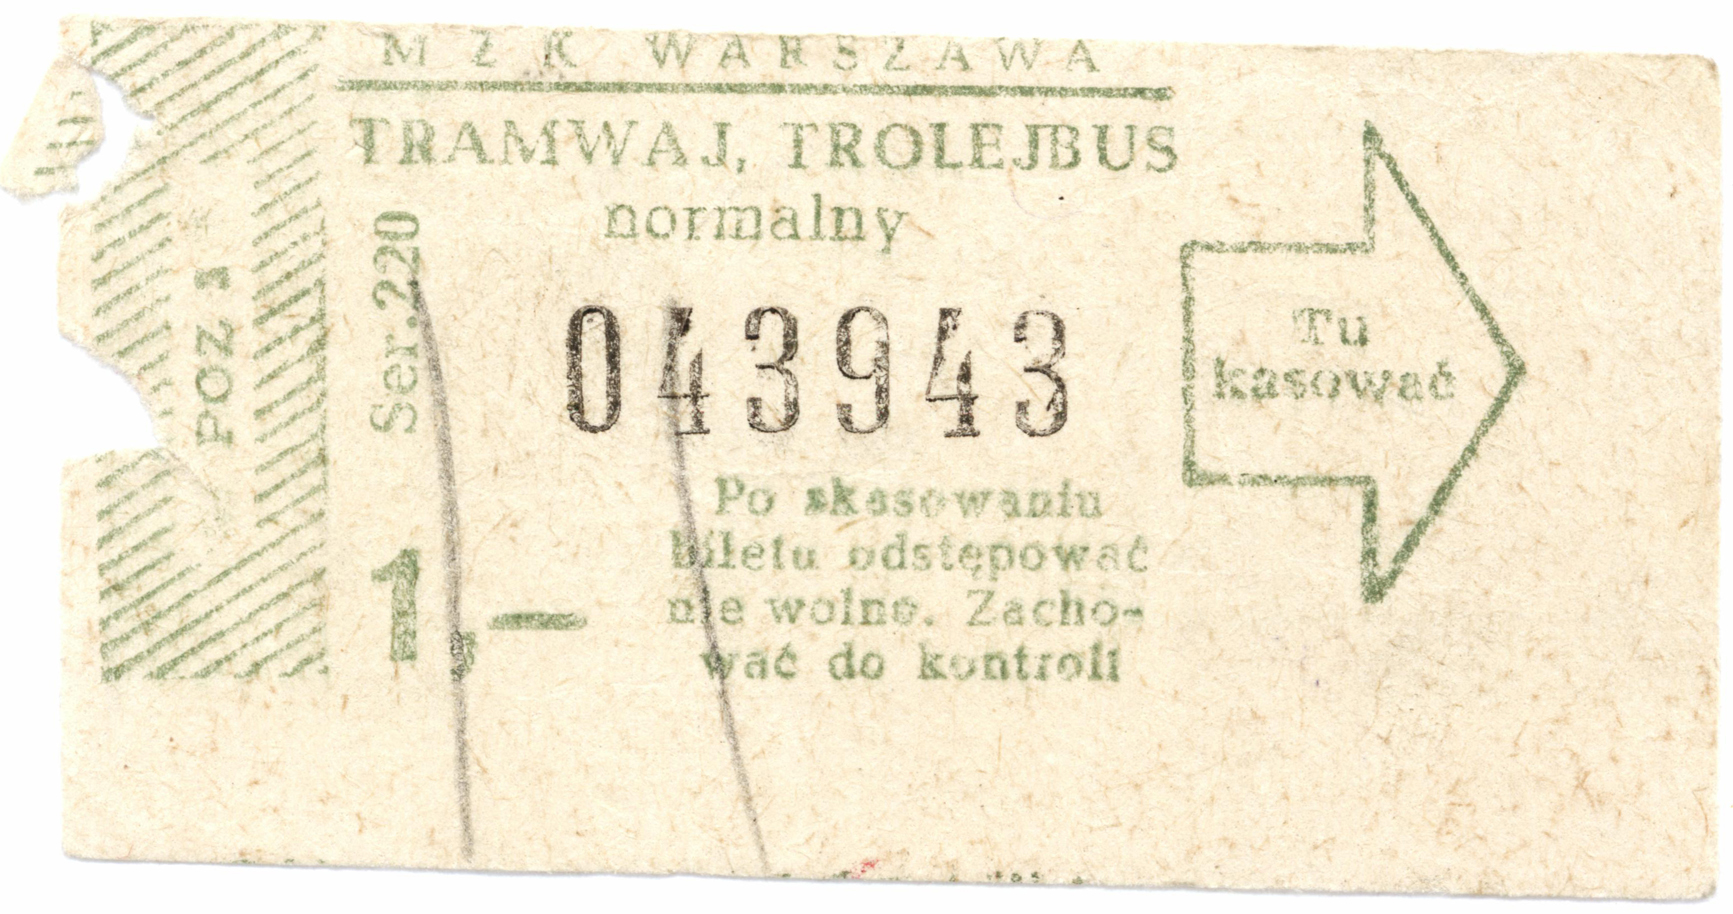 M Z K WARSZAWA
TRAMWAJ, TROLEJBUS
normalny
POZ
Ser.220
043943
Tu
kasować
1,—
Po skasowaniu
biletu odstępować
nie wolno. Zacho-
wać do kontroli